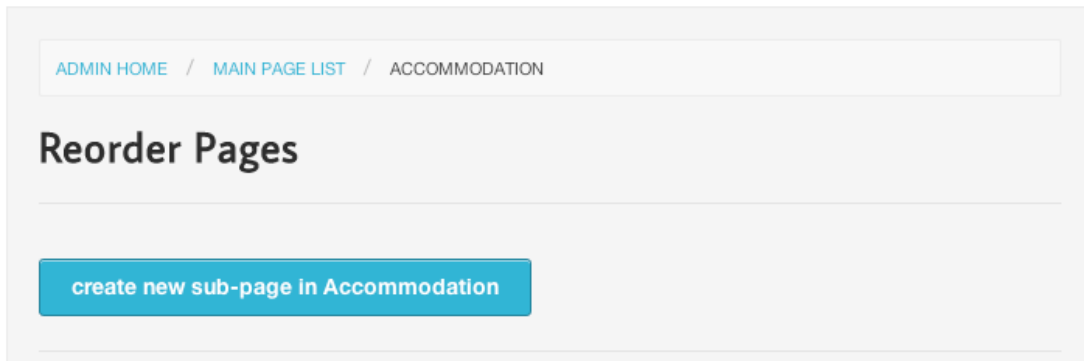 ADMIN HOME / MAIN PAGE LIST / ACCOMMODATION
Reorder Pages
create new sub-page in Accommodation